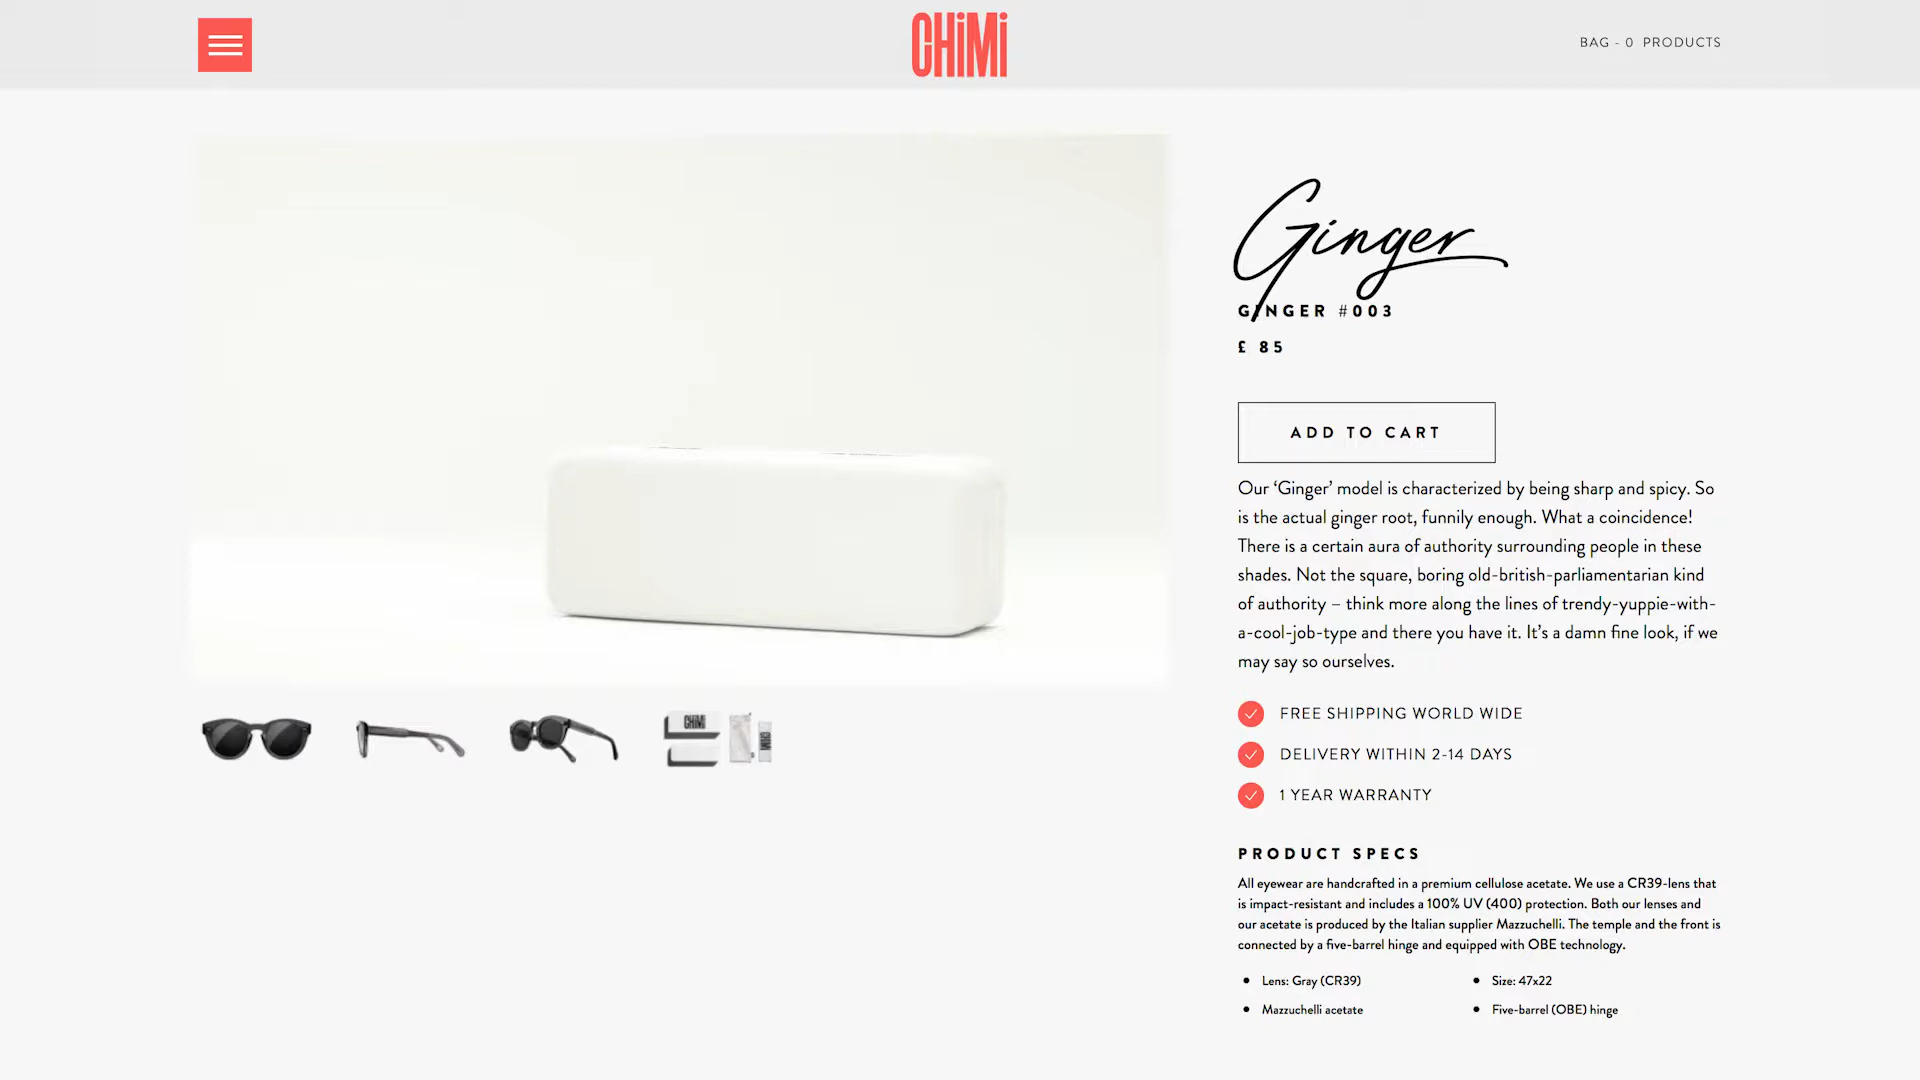 CHiMi
BAG - 0 PRODUCTS
Ginger
GINGER #003
£ 85
ADD TO CART
Our ‘Ginger’ model is characterized by being sharp and spicy. So
is the actual ginger root, funnily enough. What a coincidence!
There is a certain aura of authority surrounding people in these
shades. Not the square, boring old-british-parliamentarian kind
of authority – think more along the lines of trendy-yuppie-with-
a-cool-job-type and there you have it. It’s a damn fine look, if we
may say so ourselves.
CHiMi
CHiMi
FREE SHIPPING WORLD WIDE
DELIVERY WITHIN 2-14 DAYS
1 YEAR WARRANTY
PRODUCT SPECS
All eyewear are handcrafted in a premium cellulose acetate. We use a CR39-lens that
is impact-resistant and includes a 100% UV (400) protection. Both our lenses and
our acetate is produced by the Italian supplier Mazzuchelli. The temple and the front is
connected by a five-barrel hinge and equipped with OBE technology.
Lens: Gray (CR39)
Size: 47x22
Mazzuchelli acetate
Five-barrel (OBE) hinge